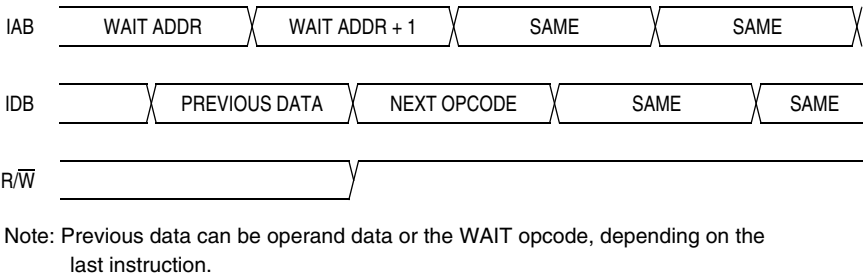 IAB WAIT ADDR WAIT ADDR + 1 SAME SAME
IDB PREVIOUS DATA NEXT OPCODE SAME SAME
R/W̅
Note: Previous data can be operand data or the WAIT opcode, depending on the
last instruction.